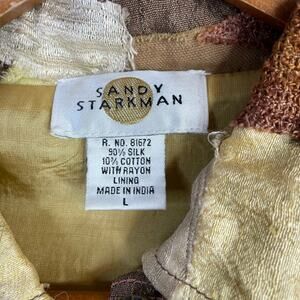 SANDY
STARKMAN
R. NO. 81672
90% SILK
10% COTTON
WITH RAYON
LINING
MADE IN INDIA
L